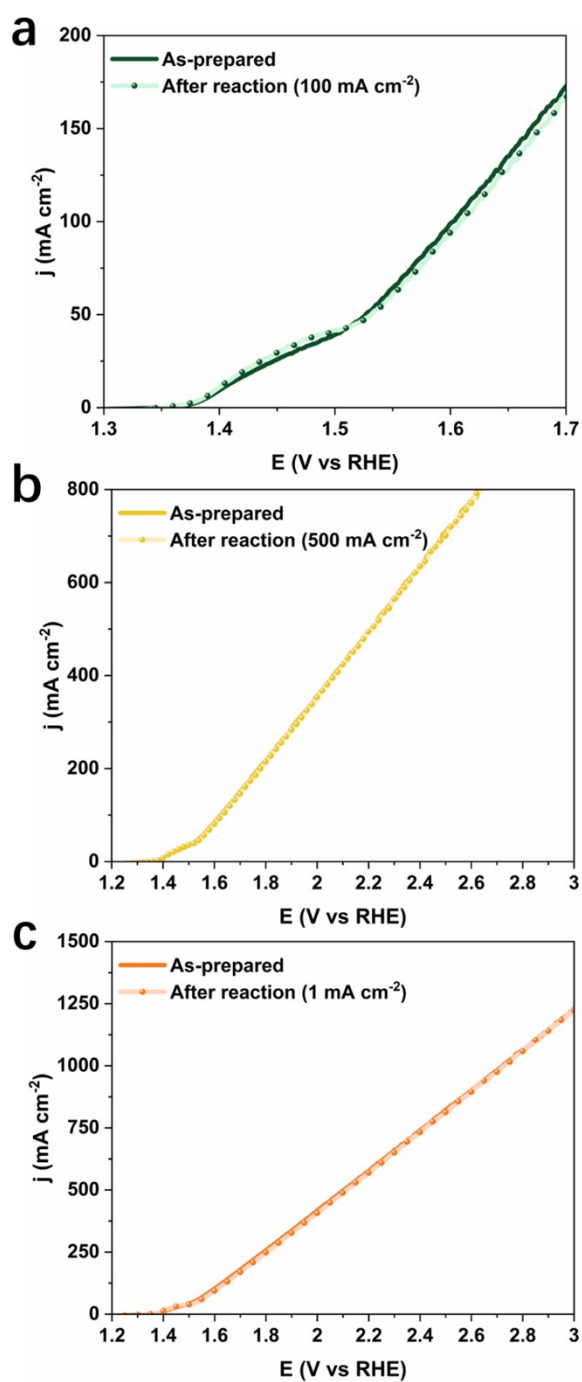 a
200
As-prepared
After reaction (100 mA cm⁻²)
150
100
50
0
j (mA cm⁻²)
1.3 1.4 1.5 1.6 1.7
E (V vs RHE)
b
800
As-prepared
After reaction (500 mA cm⁻²)
600
400
200
0
j (mA cm⁻²)
1.2 1.4 1.6 1.8 2 2.2 2.4 2.6 2.8 3
E (V vs RHE)
c
1500
As-prepared
After reaction (1 mA cm⁻²)
1250
1000
750
500
250
0
j (mA cm⁻²)
1.2 1.4 1.6 1.8 2 2.2 2.4 2.6 2.8 3
E (V vs RHE)